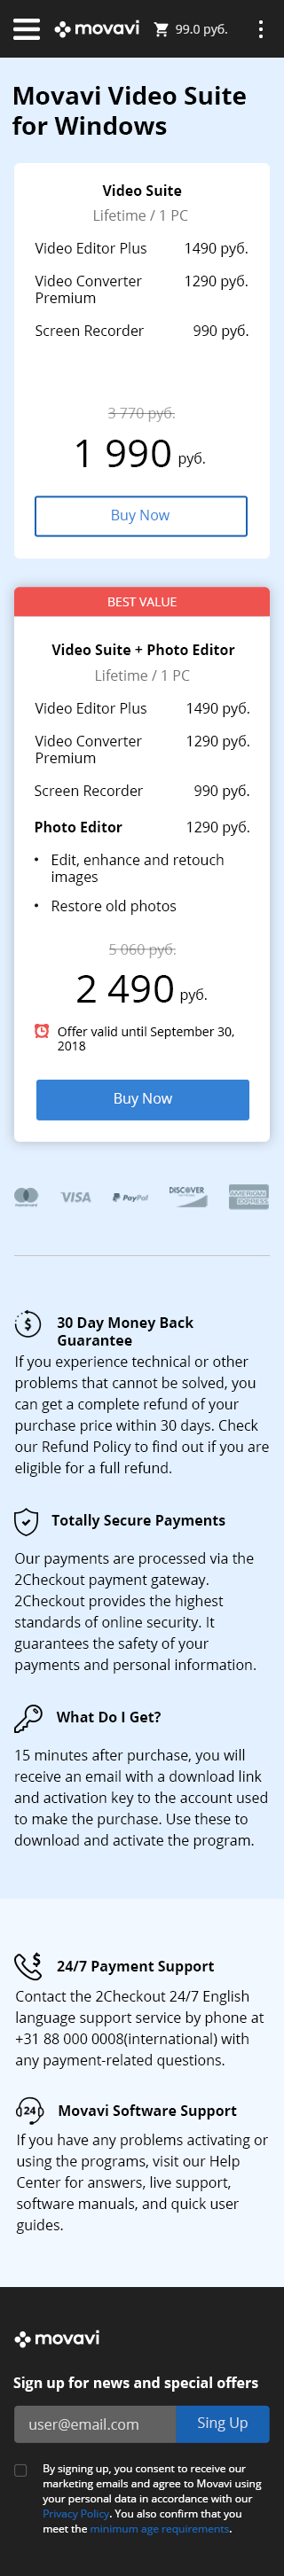 movavi 99.0 руб.
Movavi Video Suite
for Windows
Video Suite
Lifetime / 1 PC
Video Editor Plus 1490 руб.
Video Converter 1290 руб.
Premium
Screen Recorder 990 руб.
3 770 руб.
1 990 руб.
Buy Now
BEST VALUE
Video Suite + Photo Editor
Lifetime / 1 PC
Video Editor Plus 1490 руб.
Video Converter 1290 руб.
Premium
Screen Recorder 990 руб.
Photo Editor 1290 руб.
• Edit, enhance and retouch
images
• Restore old photos
5 060 руб.
2 490 руб.
Offer valid until September 30,
2018
Buy Now
mastercard VISA PayPal DISCOVER AMERICAN EXPRESS
30 Day Money Back
Guarantee
If you experience technical or other
problems that cannot be solved, you
can get a complete refund of your
purchase price within 30 days. Check
our Refund Policy to find out if you are
eligible for a full refund.
Totally Secure Payments
Our payments are processed via the
2Checkout payment gateway.
2Checkout provides the highest
standards of online security. It
guarantees the safety of your
payments and personal information.
What Do I Get?
15 minutes after purchase, you will
receive an email with a download link
and activation key to the account used
to make the purchase. Use these to
download and activate the program.
24/7 Payment Support
Contact the 2Checkout 24/7 English
language support service by phone at
+31 88 000 0008(international) with
any payment-related questions.
24 Movavi Software Support
If you have any problems activating or
using the programs, visit our Help
Center for answers, live support,
software manuals, and quick user
guides.
movavi
Sign up for news and special offers
user@email.com Sing Up
By signing up, you consent to receive our
marketing emails and agree to Movavi using
your personal data in accordance with our
Privacy Policy. You also confirm that you
meet the minimum age requirements.